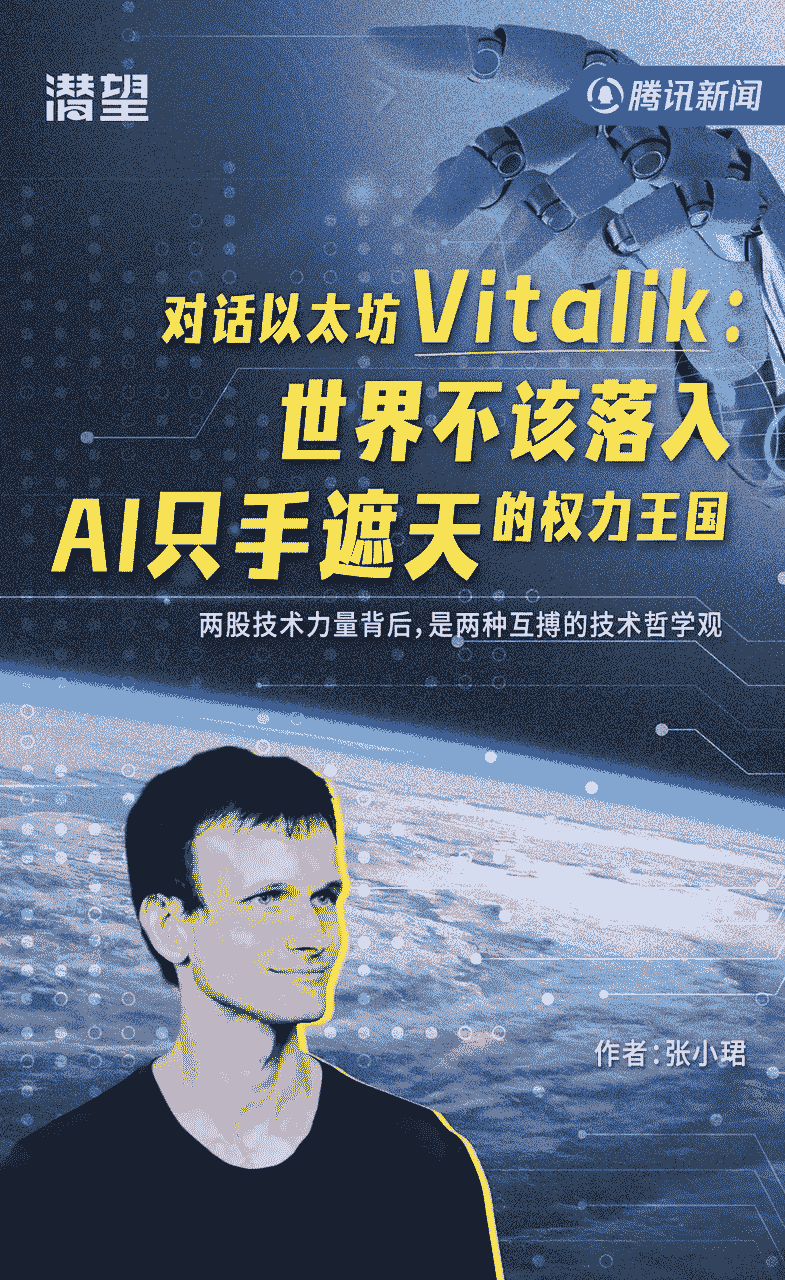 潜望
腾讯新闻
对话以太坊Vitalik：
世界不该落入
AI只手遮天的权力王国
两股技术力量背后，是两种互搏的技术哲学观
作者：张小珺